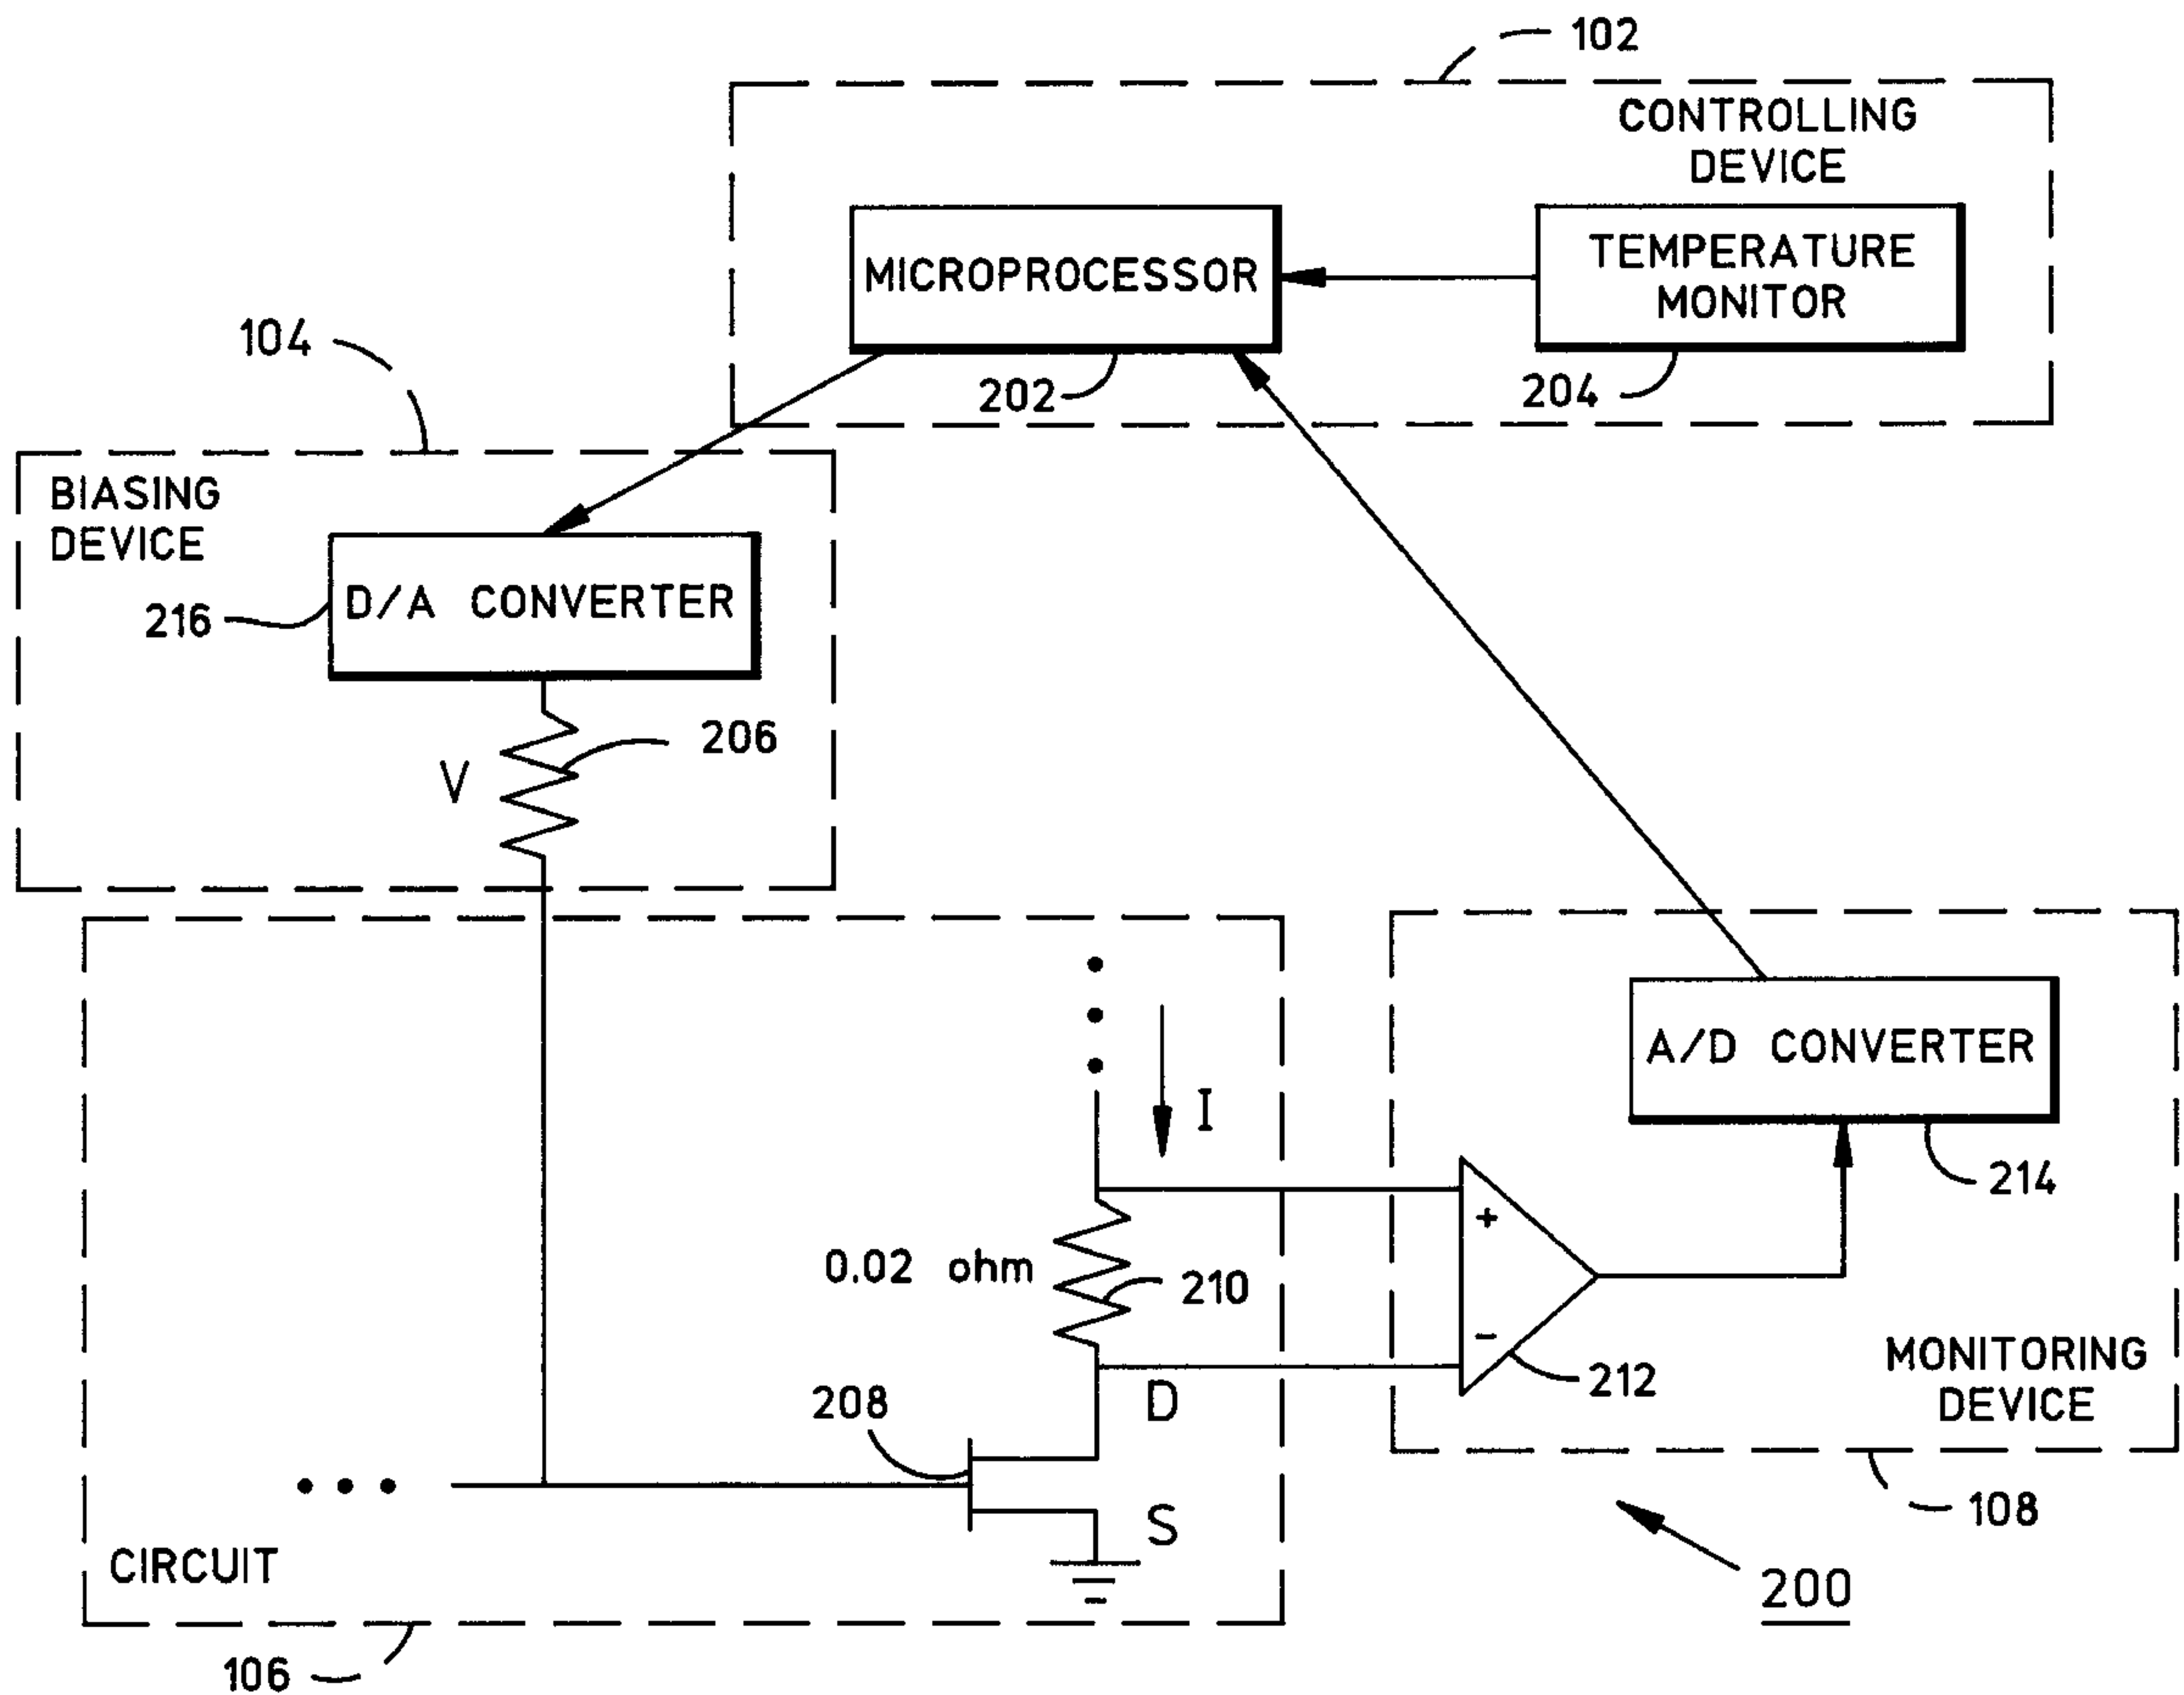 102
CONTROLLING
DEVICE
MICROPROCESSOR
TEMPERATURE
MONITOR
202
204
104
BIASING
DEVICE
D/A CONVERTER
216
206
V
A/D CONVERTER
214
I
+
-
0.02 ohm
210
212
MONITORING
DEVICE
208
D
S
108
CIRCUIT
200
106